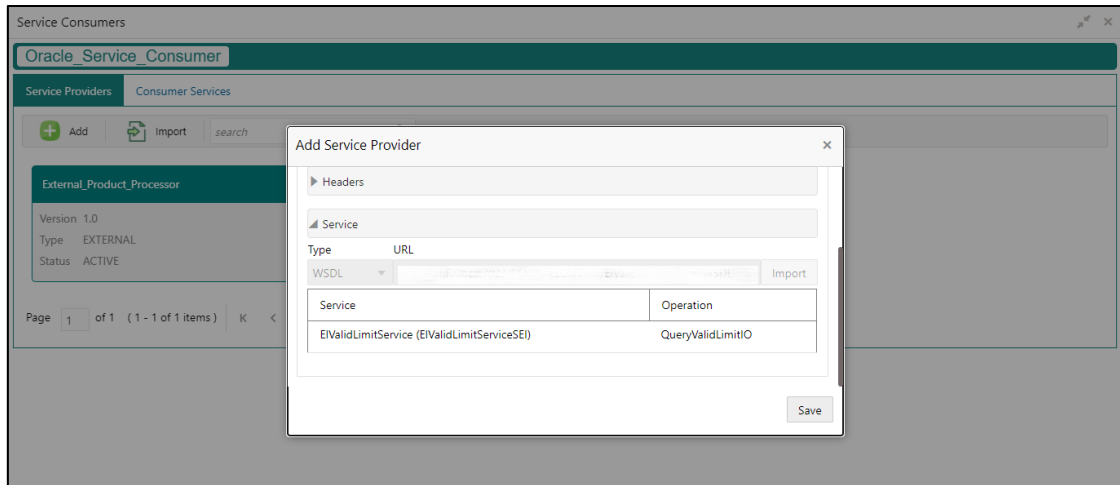 Service Consumers
Oracle_Service_Consumer
Service Providers Consumer Services
Add Import search
External_Product_Processor
Version 1.0
Type EXTERNAL
Status ACTIVE
Page 1 of 1 (1 - 1 of 1 items) K <
Add Service Provider
Headers
Service
Type URL
WSDL Import
Service Operation
EIValidLimitService (EIValidLimitServiceSEI) QueryValidLimitIO
Save